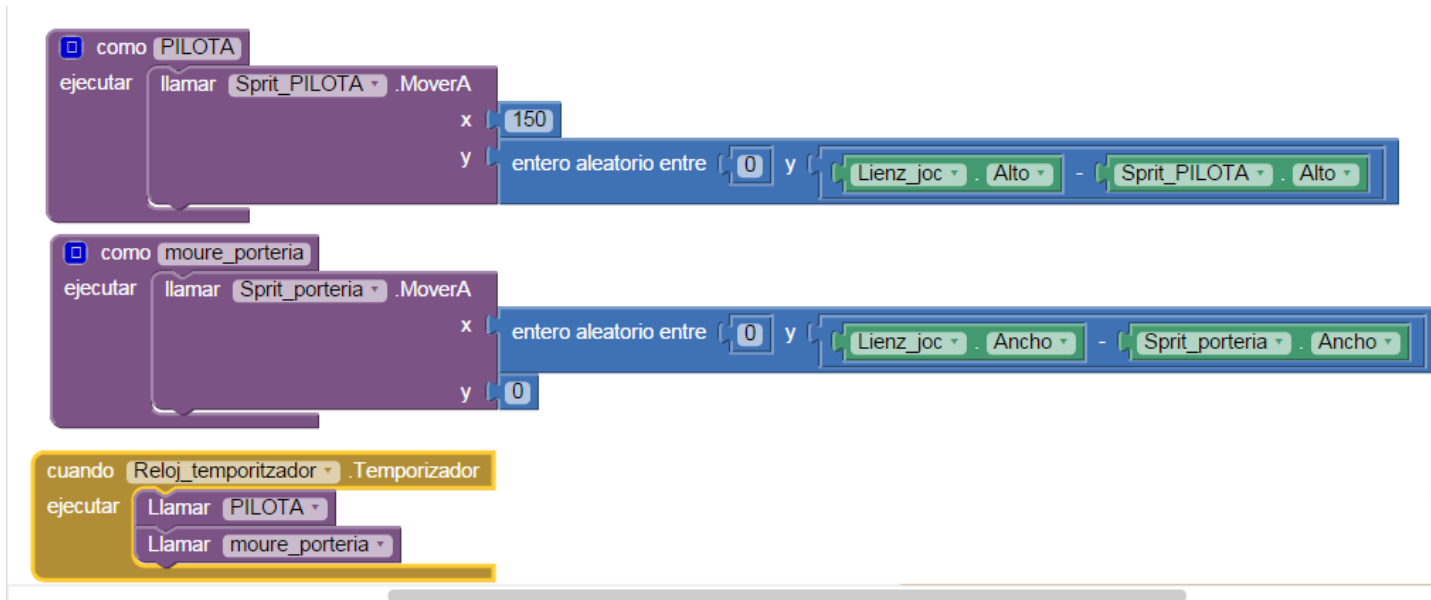 como PILOTA
ejecutar llamar Sprit_PILOTA .MoverA
x 150
y entero aleatorio entre 0 y Lienz_joc . Alto - Sprit_PILOTA . Alto
como moure_porteria
ejecutar llamar Sprit_porteria .MoverA
x entero aleatorio entre 0 y Lienz_joc . Ancho - Sprit_porteria . Ancho
y 0
cuando Reloj_temporitzador .Temporizador
ejecutar Llamar PILOTA
Llamar moure_porteria